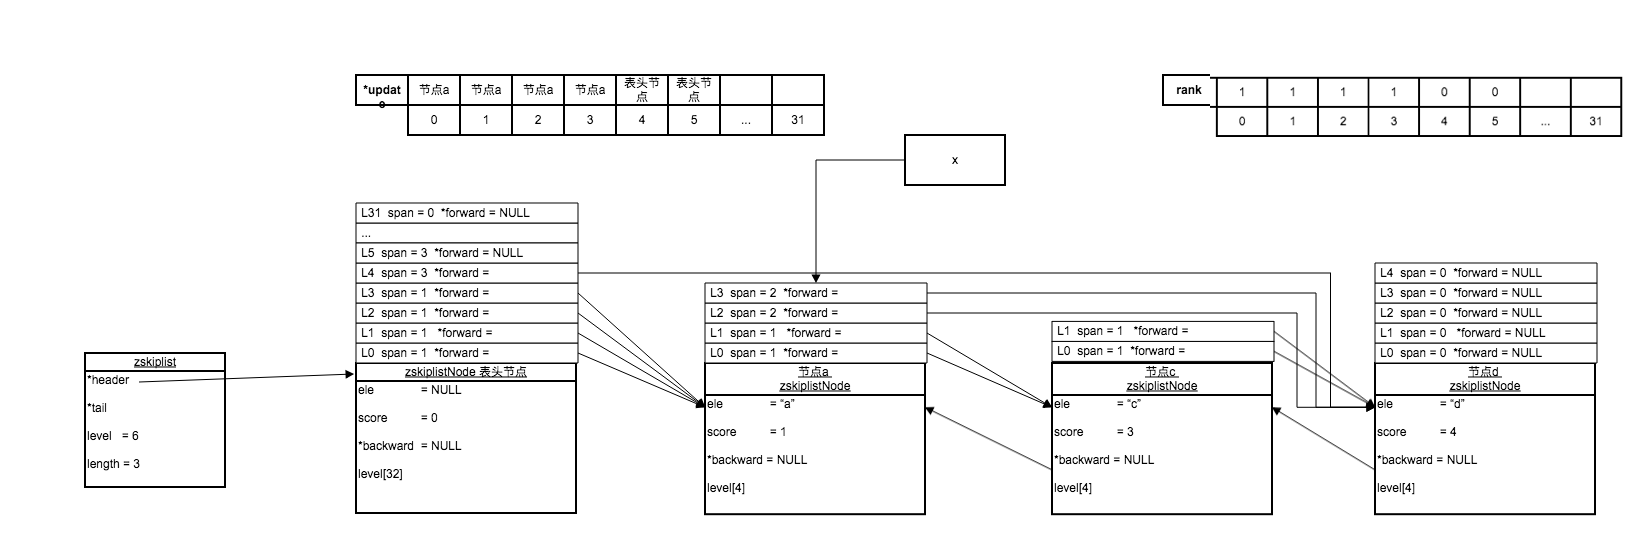 *updat
e
节点a 节点a 节点a 节点a 表头节点 表头节点
0 1 2 3 4 5 ... 31
rank 1 1 1 1 0 0
0 1 2 3 4 5 ... 31
x
L31 span = 0 *forward = NULL
...
L5 span = 3 *forward = NULL
L4 span = 3 *forward =
L3 span = 1 *forward =
L2 span = 1 *forward =
L1 span = 1 *forward =
L0 span = 1 *forward =
zskiplistNode 表头节点
ele = NULL
score = 0
*backward = NULL
level[32]
zskiplist
*header
*tail
level = 6
length = 3
L3 span = 2 *forward =
L2 span = 2 *forward =
L1 span = 1 *forward =
L0 span = 1 *forward =
节点a
zskiplistNode
ele = “a”
score = 1
*backward = NULL
level[4]
L1 span = 1 *forward =
L0 span = 1 *forward =
节点c
zskiplistNode
ele = “c”
score = 3
*backward = NULL
level[4]
L4 span = 0 *forward = NULL
L3 span = 0 *forward = NULL
L2 span = 0 *forward = NULL
L1 span = 0 *forward = NULL
L0 span = 0 *forward = NULL
节点d
zskiplistNode
ele = “d”
score = 4
*backward = NULL
level[4]